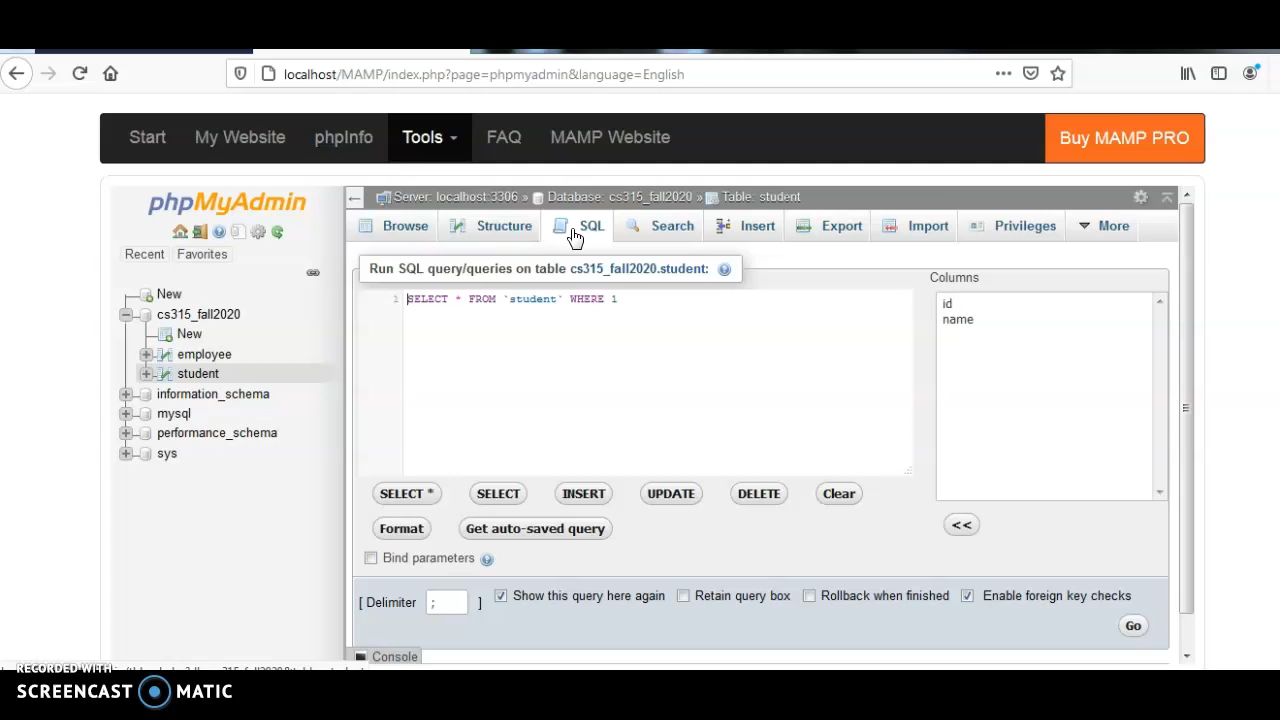 localhost/MAMP/index.php?page=phpmyadmin&language=English
Start My Website phpInfo Tools FAQ MAMP Website Buy MAMP PRO
phpMyAdmin
Recent Favorites
New
cs315_fall2020
New
employee
student
information_schema
mysql
performance_schema
sys
Server: localhost:3306 » Database: cs315_fall2020 » Table: student
Browse Structure SQL Search Insert Export Import Privileges More
Run SQL query/queries on table cs315_fall2020.student:
1 SELECT * FROM `student` WHERE 1
Columns
id
name
SELECT * SELECT INSERT UPDATE DELETE Clear
Format Get auto-saved query <<
Bind parameters
[ Delimiter ; ] Show this query here again Retain query box Rollback when finished Enable foreign key checks
Go
Console
RECORDED WITH
SCREENCAST MATIC